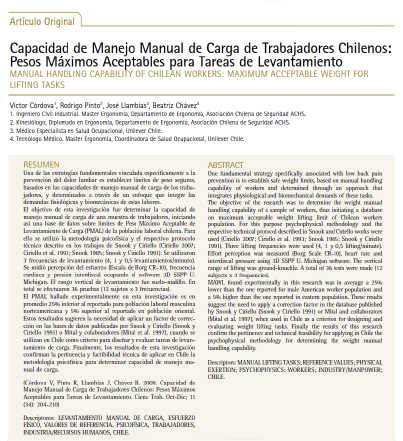 Artículo Original
Capacidad de Manejo Manual de Carga de Trabajadores Chilenos:
Pesos Máximos Aceptables para Tareas de Levantamiento
MANUAL HANDLING CAPABILITY OF CHILEAN WORKERS: MAXIMUM ACCEPTABLE WEIGHT FOR
LIFTING TASKS
Víctor Córdova¹, Rodrigo Pinto², José Llambías³, Beatriz Chávez⁴
1. Ingeniero Civil Industrial. Master Ergonomía, Departamento de Ergonomía, Asociación Chilena de Seguridad ACHS.
2. Kinesiólogo, Diplomado en Ergonomía, Departamento de Ergonomía, Asociación Chilena de Seguridad ACHS.
3. Médico Especialista en Salud Ocupacional, Unilever Chile.
4. Tecnólogo Médico. Master Ergonomía, Coordinadora de Salud Ocupacional, Unilever Chile.
RESUMEN
Una de las estrategias fundamentales vinculada específicamente a la
prevención del dolor lumbar es establecer límites de peso seguros,
basados en las capacidades de manejo manual de carga de los traba-
jadores, y determinados a través de un enfoque que integre las
demandas fisiológicas y biomecánicas de estas labores.
El objetivo de esta investigación fue determinar la capacidad de
manejo manual de carga de una muestra de trabajadores, iniciando
así una base de datos sobre límites de Peso Máximo Aceptable de
Levantamiento de Carga (PMAL) de la población laboral chilena. Para
ello se utilizó la metodología psicofísica y el respectivo protocolo
técnico descrito en los trabajos de Snook y Ciriello (Ciriello 2007;
Ciriello et al. 1993; Snook 1985; Snook y Ciriello 1991). Se utilizaron
3 frecuencias de levantamiento (4, 1 y 0,5 levantamientos/minuto).
Se midió percepción del esfuerzo (Escala de Borg CR-10), frecuencia
cardíaca y presión interdiscal ocupando el software 3D SSPP U.
Michigan. El rango vertical de levantamiento fue suelo-nudillo. En
total se efectuaron 36 pruebas (12 sujetos x 3 frecuencias).
El PMAL hallado experimentalmente en esta investigación es en
promedio 25% inferior al reportado para población laboral masculina
norteamericana y 5% superior al reportado en población oriental.
Estos resultados sugieren la necesidad de aplicar un factor de correc-
ción en las bases de datos publicadas por Snook y Ciriello (Snook y
Ciriello 1991) o Mital y colaboradores (Mital et al. 1997), cuando se
utilizan en Chile como criterio para diseñar y evaluar tareas de levan-
tamiento de carga. Finalmente, los resultados de esta investigación
confirman la pertinencia y factibilidad técnica de aplicar en Chile la
metodología psicofísica para determinar capacidad de manejo ma-
nual de carga.
(Córdova V, Pinto R, Llambías J, Chávez B. 2009. Capacidad de
Manejo Manual de Carga de Trabajadores Chilenos: Pesos Máximos
Aceptables para Tareas de Levantamiento. Cienc Trab. Oct-Dic; 11
(34): 204-210)
Descriptores: LEVANTAMIENTO MANUAL DE CARGA, ESFUERZO
FÍSICO, VALORES DE REFERENCIA, PSICOFÍSICA, TRABAJADORES,
INDUSTRIA/RECURSOS HUMANOS, CHILE.
ABSTRACT
One fundamental strategy specifically associated with low back pain
prevention is to establish safe weight limits, based on manual handling
capability of workers and determined through an approach that
integrates physiological and biomechanical demands of these tasks.
The objective of the research was to determine the weight manual
handling capability of a sample of workers, thus initiating a database
on maximum acceptable weight lifting limit of Chilean workers
population. For this purpose psychophysical methodology and the
respective technical protocol described in Snook and Ciriello works were
used (Ciriello 2007; Ciriello et al. 1993; Snook 1985; Snook y Ciriello
1991). Three lifting frequencies were used (4, 1 y 0,5 lifting/minute).
Effort perception was measured (Borg Scale CR-10), heart rate and
interdiscal pressure using 3D SSPP U. Michigan software. The vertical
range of lifting was ground-knuckle. A total of 36 tests were made (12
subjects x 3 frequencies).
MAWL found experimentally in this research was in average a 25%
lower than the one reported for male American worker population and
a 5% higher than the one reported in eastern population. These results
suggest the need to apply a correction factor in the database published
by Snook y Ciriello (Snook y Ciriello 1991) or Mital and collaborators
(Mital et al. 1997), when used in Chile as a criterion for designing and
evaluating weight lifting tasks. Finally the results of this research
confirm the pertinence and technical feasibility for applying in Chile the
psychophysical methodology for determining the weight manual
handling capability.
Descriptors: MANUAL LIFTING TASKS; REFERENCE VALUES; PHYSICAL
EXERTION; PSYCHOPHYSICS; WORKERS; INDUSTRY/MANPOWER;
CHILE.